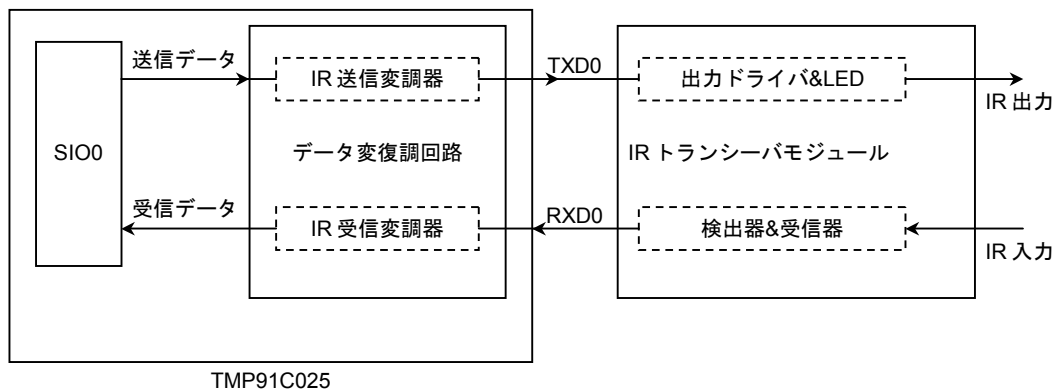 送信データ
IR 送信変調器
TXD0
出力ドライバ&LED
IR 出力
SIO0
データ変復調回路
IR トランシーバモジュール
受信データ
IR 受信変調器
RXD0
検出器&受信器
IR 入力
TMP91C025